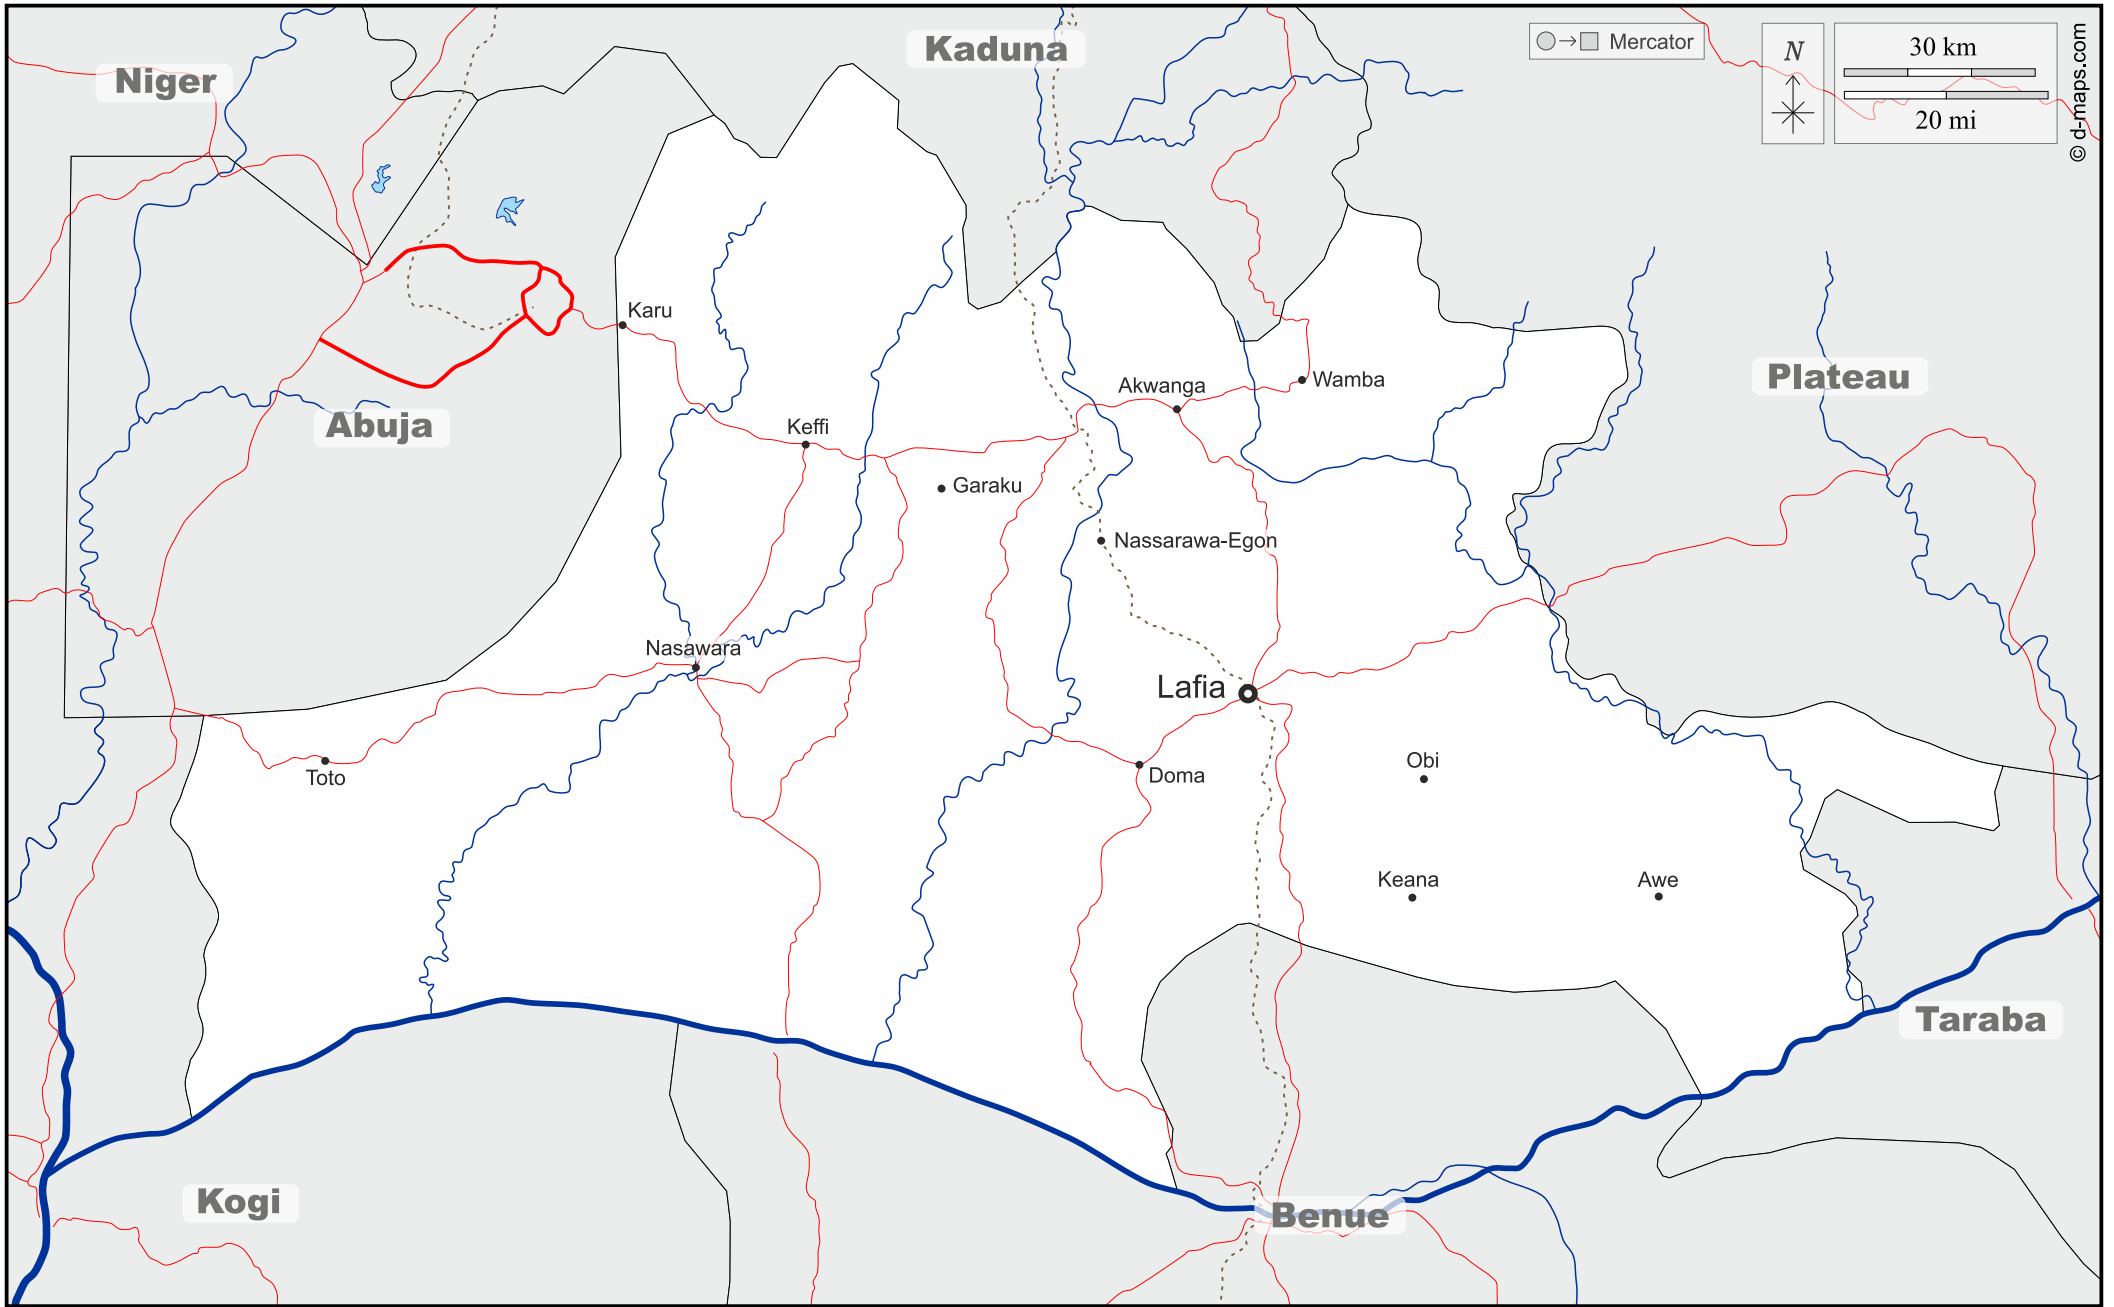 Kaduna
Mercator
N
30 km
20 mi
© d-maps.com
Niger
Karu
Plateau
Akwanga
Wamba
Abuja
Keffi
Garaku
Nassarawa-Egon
Nasawara
Lafia
Toto
Doma
Obi
Keana
Awe
Taraba
Kogi
Benue